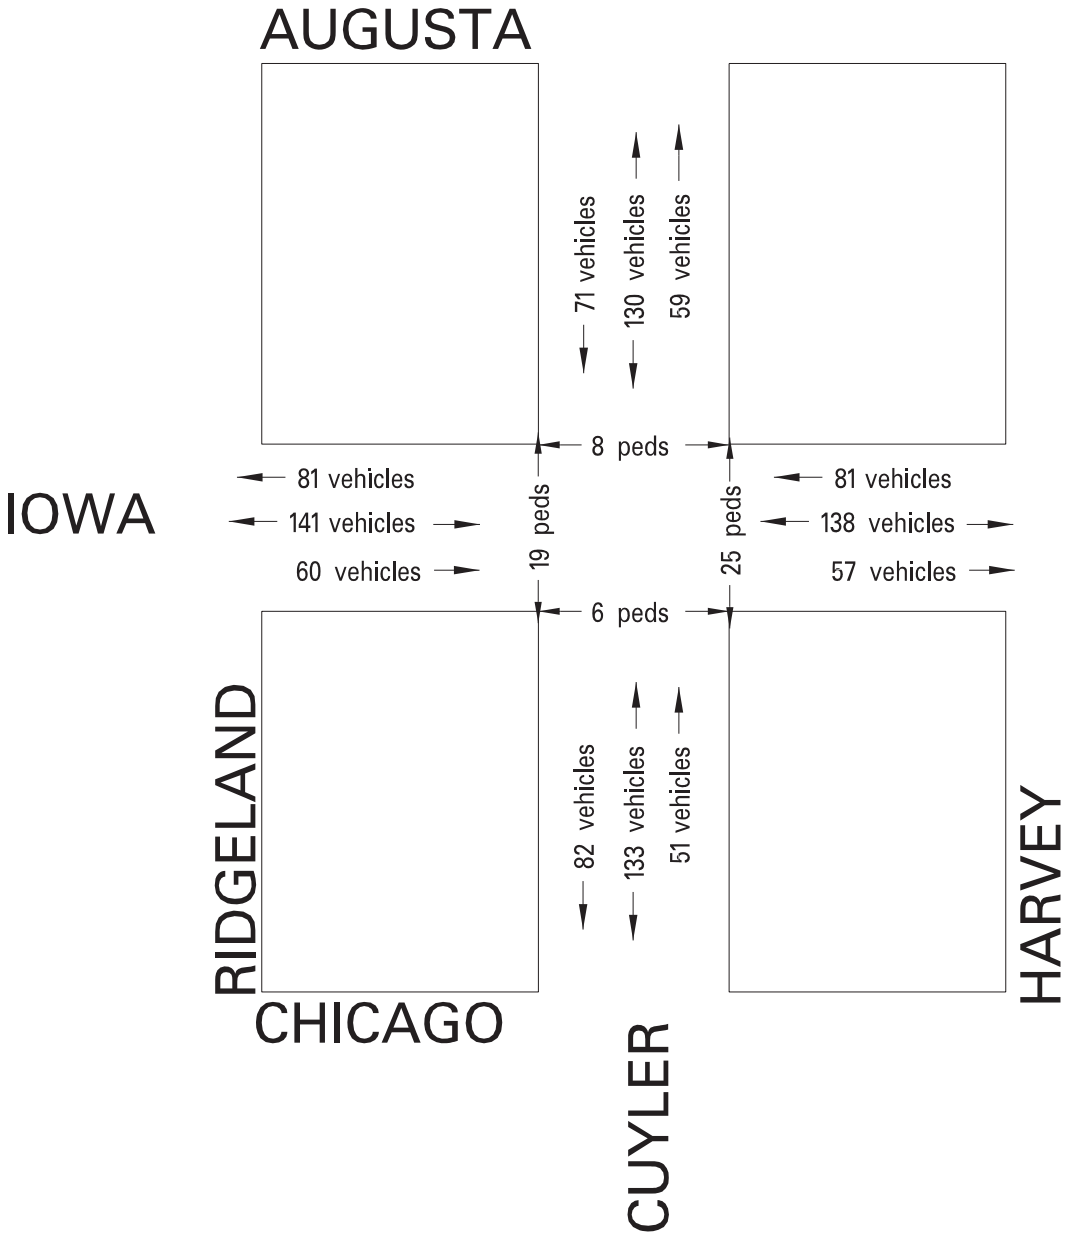 AUGUSTA
71 vehicles
130 vehicles
59 vehicles
8 peds
81 vehicles
81 vehicles
IOWA
141 vehicles
19 peds
25 peds
138 vehicles
60 vehicles
57 vehicles
6 peds
RIDGELAND
82 vehicles
133 vehicles
51 vehicles
HARVEY
CHICAGO
CUYLER